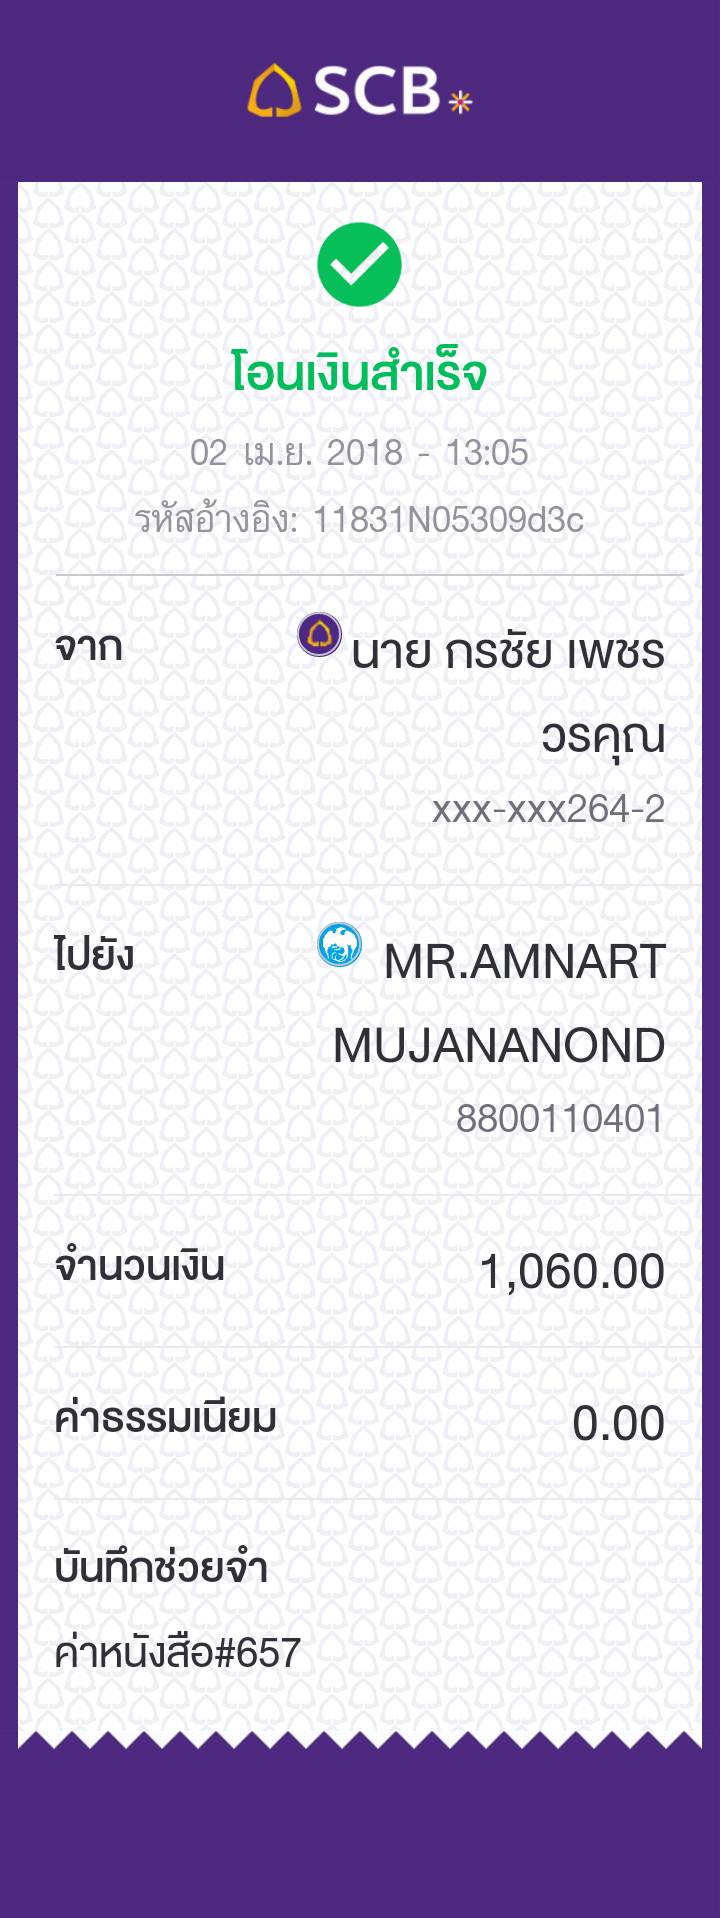 SCB
โอนเงินสำเร็จ
02 เม.ย. 2018 - 13:05
รหัสอ้างอิง: 11831N05309d3c
จาก นาย กรชัย เพชร
วรคุณ
xxx-xxx264-2
ไปยัง MR.AMNART
MUJANANOND
8800110401
จำนวนเงิน 1,060.00
ค่าธรรมเนียม 0.00
บันทึกช่วยจำ
ค่าหนังสือ#657